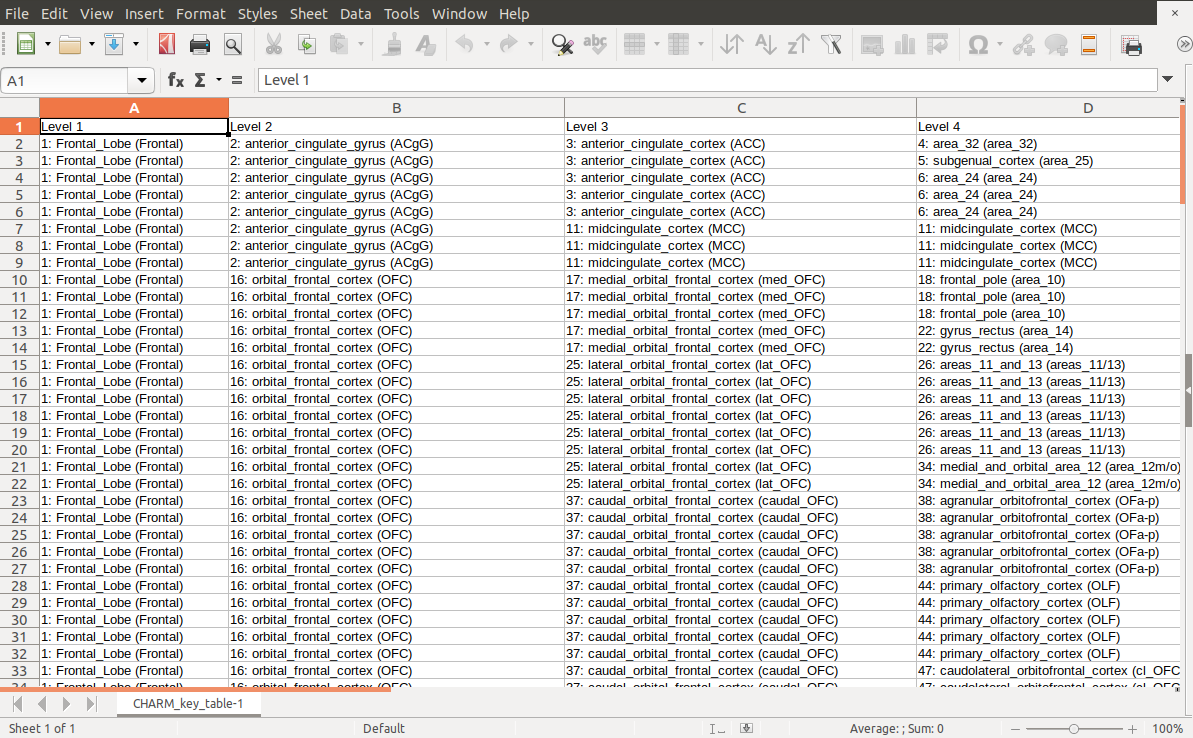 File Edit View Insert Format Styles Sheet Data Tools Window Help
A1 fx Σ = Level 1
A B C D
1 Level 1 Level 2 Level 3 Level 4
2 1: Frontal_Lobe (Frontal) 2: anterior_cingulate_gyrus (ACgG) 3: anterior_cingulate_cortex (ACC) 4: area_32 (area_32)
3 1: Frontal_Lobe (Frontal) 2: anterior_cingulate_gyrus (ACgG) 3: anterior_cingulate_cortex (ACC) 5: subgenual_cortex (area_25)
4 1: Frontal_Lobe (Frontal) 2: anterior_cingulate_gyrus (ACgG) 3: anterior_cingulate_cortex (ACC) 6: area_24 (area_24)
5 1: Frontal_Lobe (Frontal) 2: anterior_cingulate_gyrus (ACgG) 3: anterior_cingulate_cortex (ACC) 6: area_24 (area_24)
6 1: Frontal_Lobe (Frontal) 2: anterior_cingulate_gyrus (ACgG) 3: anterior_cingulate_cortex (ACC) 6: area_24 (area_24)
7 1: Frontal_Lobe (Frontal) 2: anterior_cingulate_gyrus (ACgG) 11: midcingulate_cortex (MCC) 11: midcingulate_cortex (MCC)
8 1: Frontal_Lobe (Frontal) 2: anterior_cingulate_gyrus (ACgG) 11: midcingulate_cortex (MCC) 11: midcingulate_cortex (MCC)
9 1: Frontal_Lobe (Frontal) 2: anterior_cingulate_gyrus (ACgG) 11: midcingulate_cortex (MCC) 11: midcingulate_cortex (MCC)
10 1: Frontal_Lobe (Frontal) 16: orbital_frontal_cortex (OFC) 17: medial_orbital_frontal_cortex (med_OFC) 18: frontal_pole (area_10)
11 1: Frontal_Lobe (Frontal) 16: orbital_frontal_cortex (OFC) 17: medial_orbital_frontal_cortex (med_OFC) 18: frontal_pole (area_10)
12 1: Frontal_Lobe (Frontal) 16: orbital_frontal_cortex (OFC) 17: medial_orbital_frontal_cortex (med_OFC) 18: frontal_pole (area_10)
13 1: Frontal_Lobe (Frontal) 16: orbital_frontal_cortex (OFC) 17: medial_orbital_frontal_cortex (med_OFC) 22: gyrus_rectus (area_14)
14 1: Frontal_Lobe (Frontal) 16: orbital_frontal_cortex (OFC) 17: medial_orbital_frontal_cortex (med_OFC) 22: gyrus_rectus (area_14)
15 1: Frontal_Lobe (Frontal) 16: orbital_frontal_cortex (OFC) 25: lateral_orbital_frontal_cortex (lat_OFC) 26: areas_11_and_13 (areas_11/13)
16 1: Frontal_Lobe (Frontal) 16: orbital_frontal_cortex (OFC) 25: lateral_orbital_frontal_cortex (lat_OFC) 26: areas_11_and_13 (areas_11/13)
17 1: Frontal_Lobe (Frontal) 16: orbital_frontal_cortex (OFC) 25: lateral_orbital_frontal_cortex (lat_OFC) 26: areas_11_and_13 (areas_11/13)
18 1: Frontal_Lobe (Frontal) 16: orbital_frontal_cortex (OFC) 25: lateral_orbital_frontal_cortex (lat_OFC) 26: areas_11_and_13 (areas_11/13)
19 1: Frontal_Lobe (Frontal) 16: orbital_frontal_cortex (OFC) 25: lateral_orbital_frontal_cortex (lat_OFC) 26: areas_11_and_13 (areas_11/13)
20 1: Frontal_Lobe (Frontal) 16: orbital_frontal_cortex (OFC) 25: lateral_orbital_frontal_cortex (lat_OFC) 26: areas_11_and_13 (areas_11/13)
21 1: Frontal_Lobe (Frontal) 16: orbital_frontal_cortex (OFC) 25: lateral_orbital_frontal_cortex (lat_OFC) 34: medial_and_orbital_area_12 (area_12m/o)
22 1: Frontal_Lobe (Frontal) 16: orbital_frontal_cortex (OFC) 25: lateral_orbital_frontal_cortex (lat_OFC) 34: medial_and_orbital_area_12 (area_12m/o)
23 1: Frontal_Lobe (Frontal) 16: orbital_frontal_cortex (OFC) 37: caudal_orbital_frontal_cortex (caudal_OFC) 38: agranular_orbitofrontal_cortex (OFa-p)
24 1: Frontal_Lobe (Frontal) 16: orbital_frontal_cortex (OFC) 37: caudal_orbital_frontal_cortex (caudal_OFC) 38: agranular_orbitofrontal_cortex (OFa-p)
25 1: Frontal_Lobe (Frontal) 16: orbital_frontal_cortex (OFC) 37: caudal_orbital_frontal_cortex (caudal_OFC) 38: agranular_orbitofrontal_cortex (OFa-p)
26 1: Frontal_Lobe (Frontal) 16: orbital_frontal_cortex (OFC) 37: caudal_orbital_frontal_cortex (caudal_OFC) 38: agranular_orbitofrontal_cortex (OFa-p)
27 1: Frontal_Lobe (Frontal) 16: orbital_frontal_cortex (OFC) 37: caudal_orbital_frontal_cortex (caudal_OFC) 38: agranular_orbitofrontal_cortex (OFa-p)
28 1: Frontal_Lobe (Frontal) 16: orbital_frontal_cortex (OFC) 37: caudal_orbital_frontal_cortex (caudal_OFC) 44: primary_olfactory_cortex (OLF)
29 1: Frontal_Lobe (Frontal) 16: orbital_frontal_cortex (OFC) 37: caudal_orbital_frontal_cortex (caudal_OFC) 44: primary_olfactory_cortex (OLF)
30 1: Frontal_Lobe (Frontal) 16: orbital_frontal_cortex (OFC) 37: caudal_orbital_frontal_cortex (caudal_OFC) 44: primary_olfactory_cortex (OLF)
31 1: Frontal_Lobe (Frontal) 16: orbital_frontal_cortex (OFC) 37: caudal_orbital_frontal_cortex (caudal_OFC) 44: primary_olfactory_cortex (OLF)
32 1: Frontal_Lobe (Frontal) 16: orbital_frontal_cortex (OFC) 37: caudal_orbital_frontal_cortex (caudal_OFC) 44: primary_olfactory_cortex (OLF)
33 1: Frontal_Lobe (Frontal) 16: orbital_frontal_cortex (OFC) 37: caudal_orbital_frontal_cortex (caudal_OFC) 47: caudolateral_orbitofrontal_cortex (cl_OFC
CHARM_key_table-1
Sheet 1 of 1 Default Average: ; Sum: 0 100%